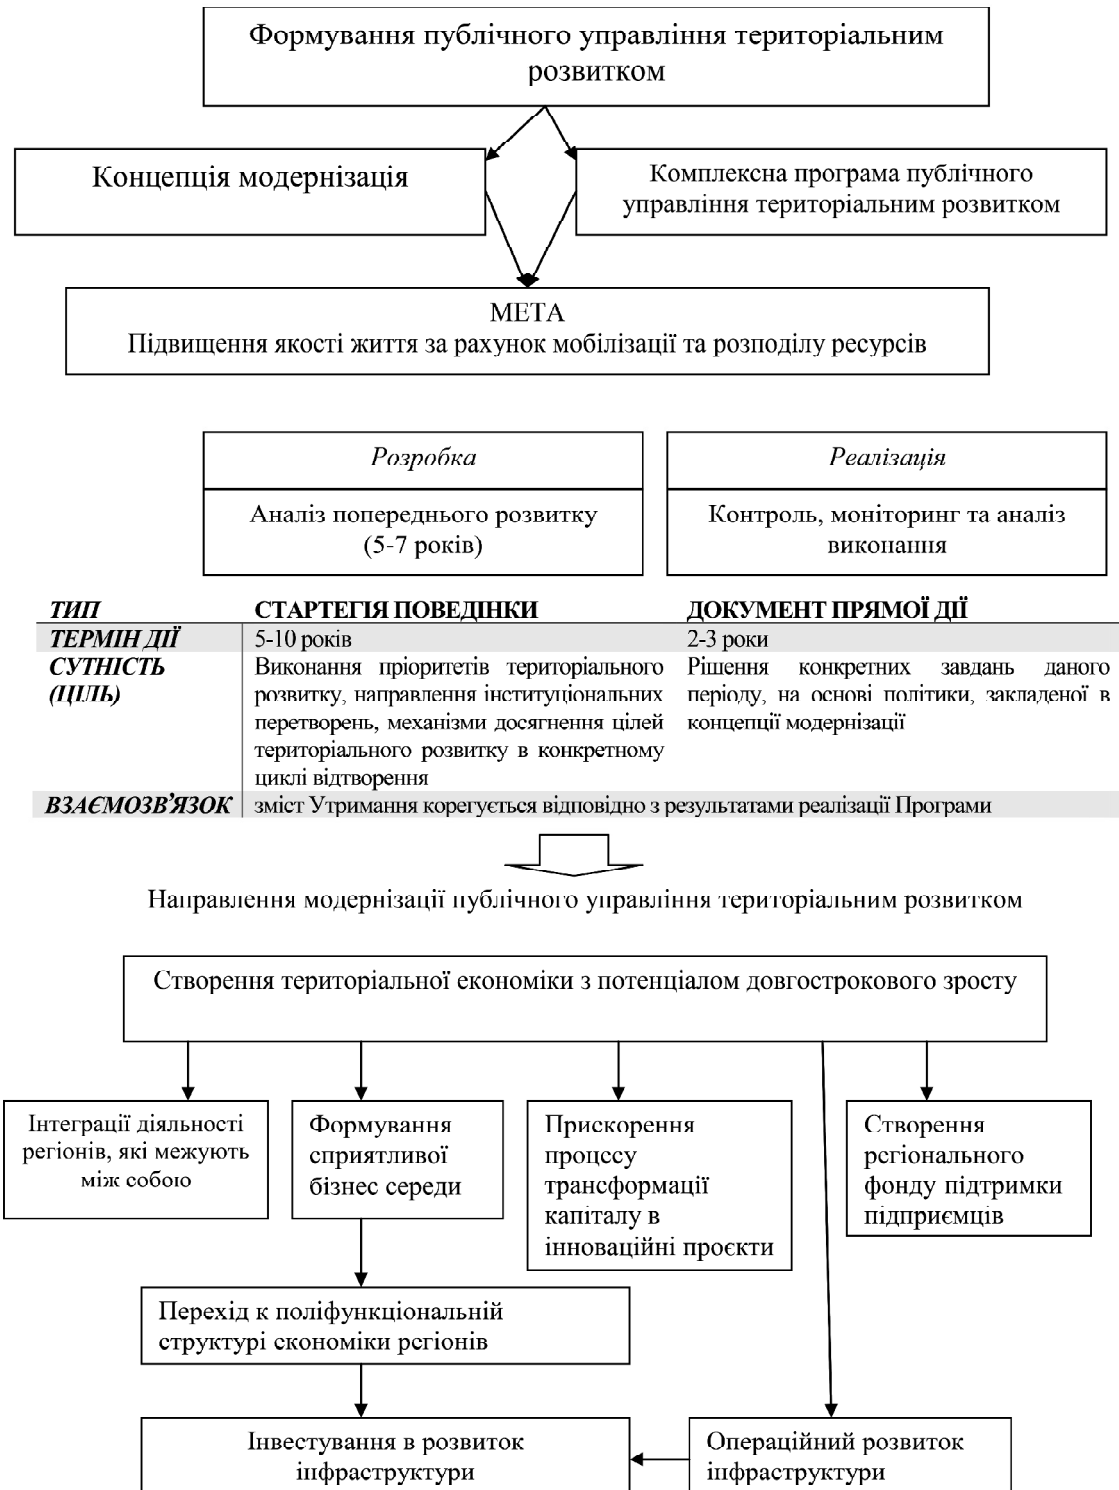 Формування публічного управління територіальним
розвитком
Концепція модернізація
Комплексна програма публічного
управління територіальним розвитком
МЕТА
Підвищення якості життя за рахунок мобілізації та розподілу ресурсів
Розробка
Реалізація
Аналіз попереднього розвитку
(5-7 років)
Контроль, моніторинг та аналіз
виконання
ТИП СТАРТЕГІЯ ПОВЕДІНКИ ДОКУМЕНТ ПРЯМОЇ ДІЇ
ТЕРМІН ДІЇ 5-10 років 2-3 роки
СУТНІСТЬ (ЦІЛЬ)
Виконання пріоритетів територіального
розвитку, направлення інституціональних
перетворень, механізми досягнення цілей
територіального розвитку в конкретному
циклі відтворення
Рішення конкретних завдань даного
періоду, на основі політики, закладеної в
концепції модернізації
ВЗАЄМОЗВ'ЯЗОК зміст Утримання корегується відповідно з результатами реалізації Програми
Направлення модернізації публічного управління територіальним розвитком
Створення територіальної економіки з потенціалом довгострокового зросту
Інтеграції діяльності
регіонів, які межують
між собою
Формування
сприятливої
бізнес середи
Прискорення
процесу
трансформації
капіталу в
інноваційні проєкти
Створення
регіонального
фонду підтримки
підприємців
Перехід к поліфункціональній
структурі економіки регіонів
Інвестування в розвиток
інфраструктури
Операційний розвиток
інфраструктури